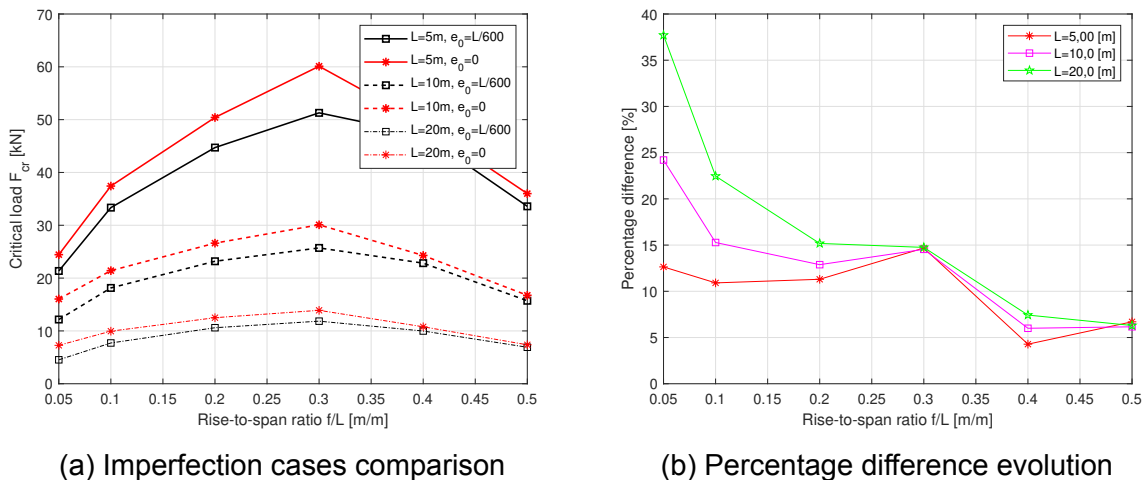 60
50
40
30
20
10
0
Critical load F_cr [kN]
0.05 0.1 0.15 0.2 0.25 0.3 0.35 0.4 0.45 0.5
Rise-to-span ratio f/L [m/m]
L=5m, e_0=L/600
L=5m, e_0=0
L=10m, e_0=L/600
L=10m, e_0=0
L=20m, e_0=L/600
L=20m, e_0=0
(a) Imperfection cases comparison
40
35
30
25
20
15
10
5
0
Percentage difference [%]
0.05 0.1 0.15 0.2 0.25 0.3 0.35 0.4 0.45 0.5
Rise-to-span ratio f/L [m/m]
L=5,00 [m]
L=10,0 [m]
L=20,0 [m]
(b) Percentage difference evolution